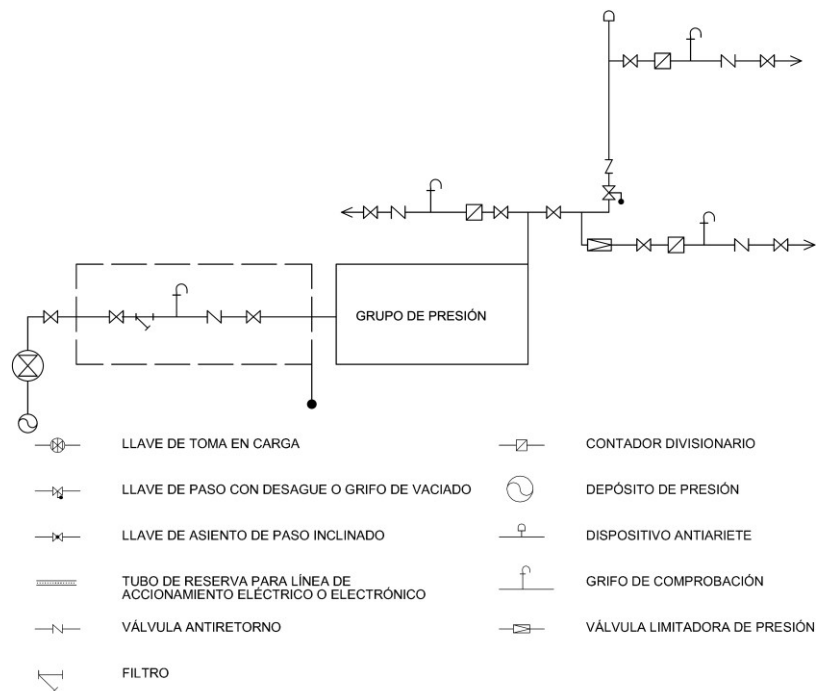 GRUPO DE PRESIÓN
LLAVE DE TOMA EN CARGA
LLAVE DE PASO CON DESAGUE O GRIFO DE VACIADO
LLAVE DE ASIENTO DE PASO INCLINADO
TUBO DE RESERVA PARA LÍNEA DE
ACCIONAMIENTO ELÉCTRICO O ELECTRÓNICO
VÁLVULA ANTIRETORNO
FILTRO
CONTADOR DIVISIONARIO
DEPÓSITO DE PRESIÓN
DISPOSITIVO ANTIARIETE
GRIFO DE COMPROBACIÓN
VÁLVULA LIMITADORA DE PRESIÓN